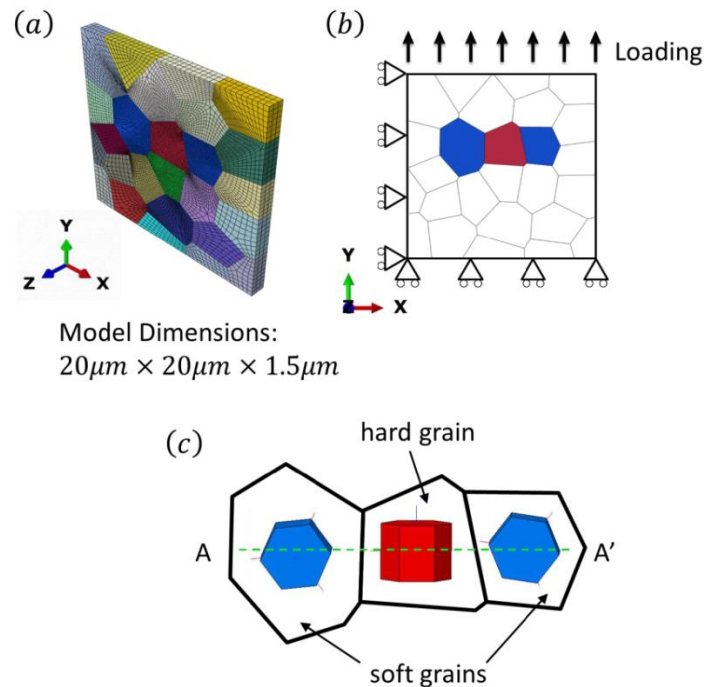 (a)
(b)
Loading
Y
Z
X
Y
Z
X
Model Dimensions:
20μm × 20μm × 1.5μm
(c)
hard grain
A
A'
soft grains